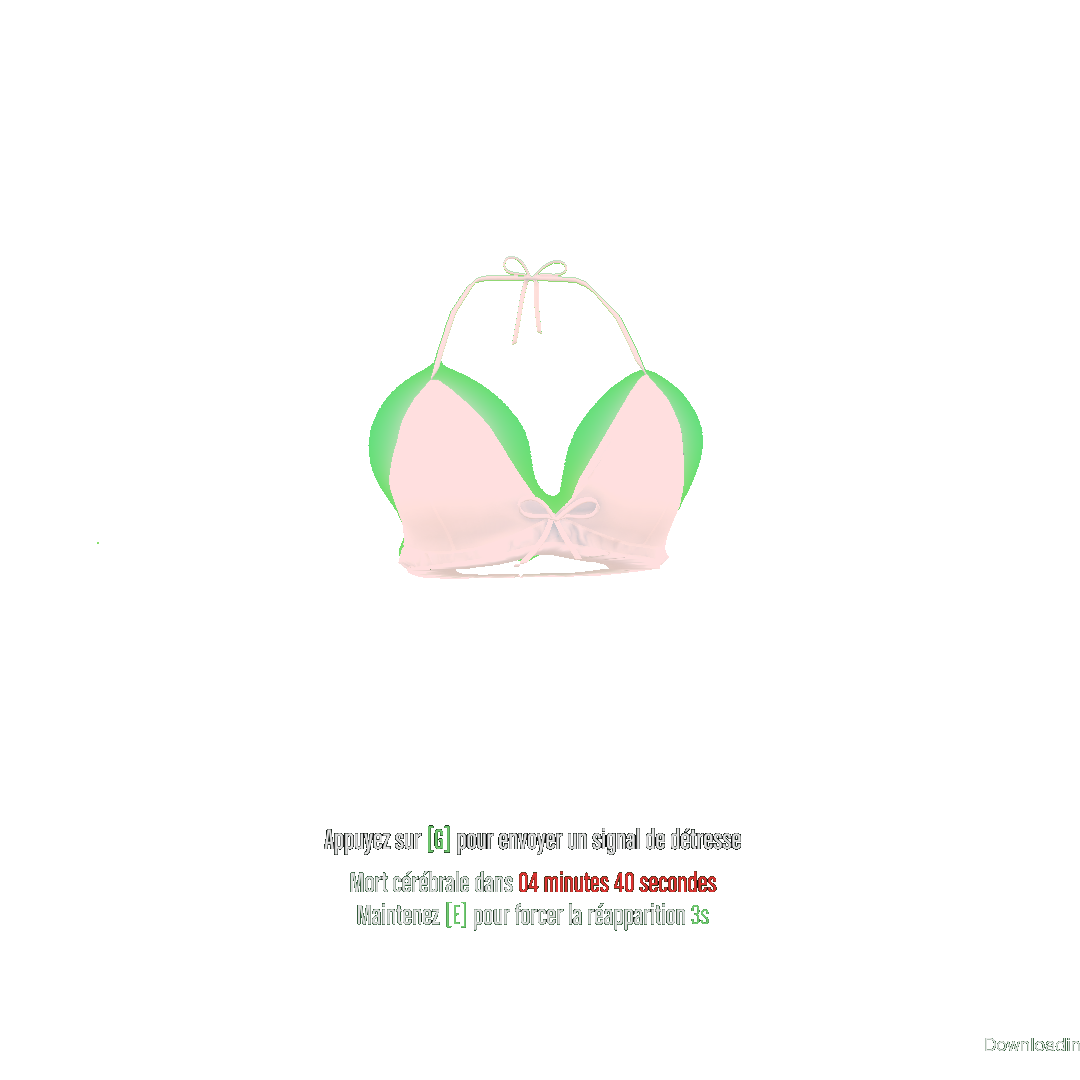 Appuyez sur [G] pour envoyer un signal de détresse
Mort cérébrale dans 04 minutes 40 secondes
Maintenez [E] pour forcer la réapparition 3s
Downloadin